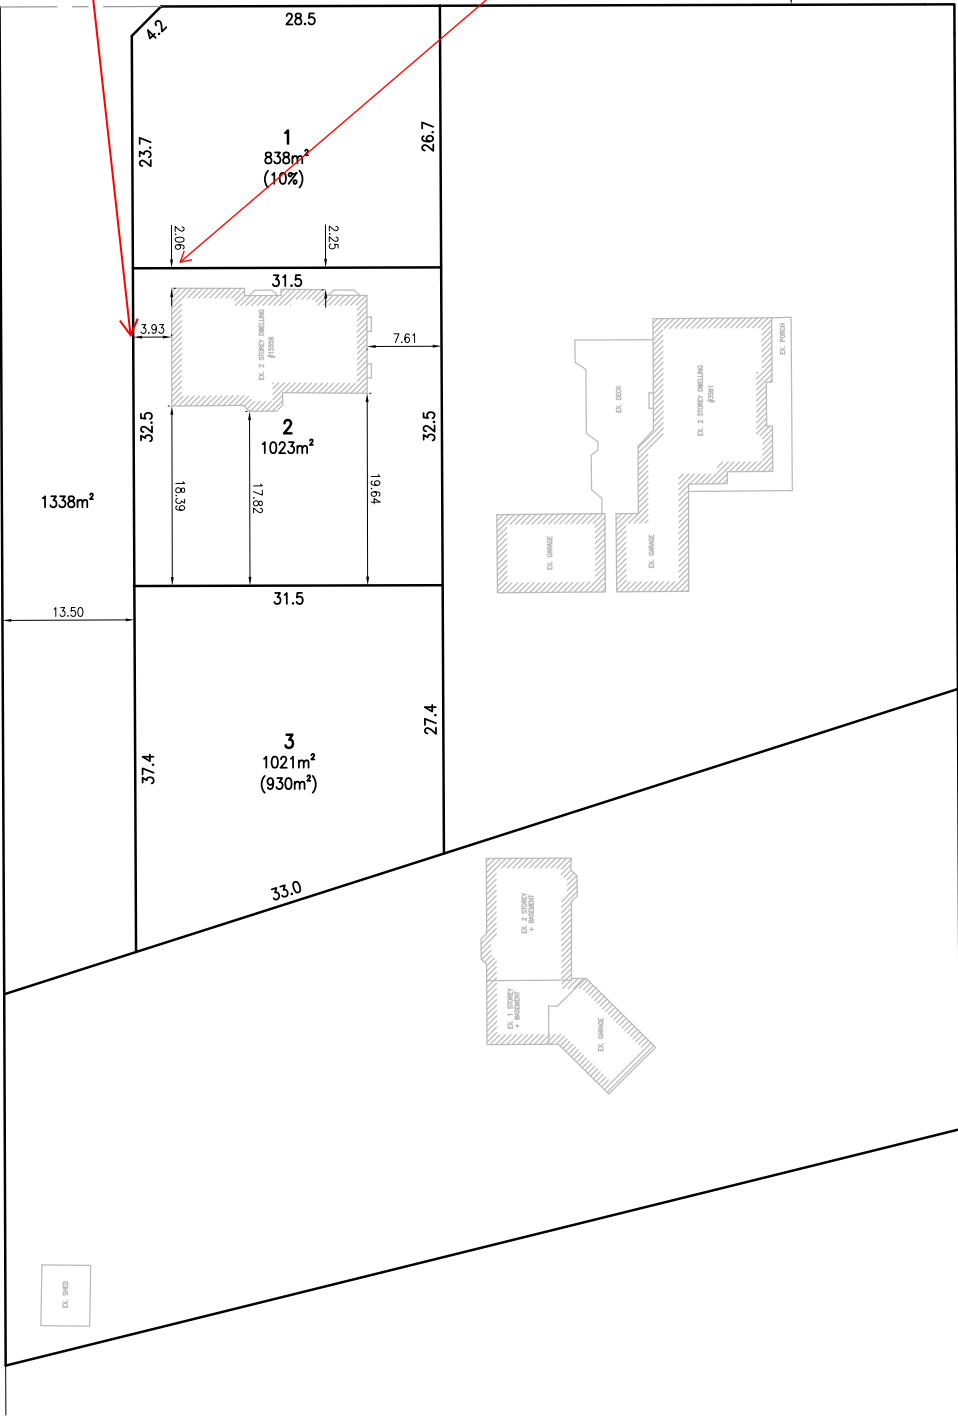 4.2
28.5
23.7
26.7
1
838m²
(10%)
2.06
2.25
31.5
3.93
7.61
EX. 2 STOREY DWELLING
#15558
32.5
32.5
2
1023m²
18.39
17.82
19.64
1338m²
13.50
31.5
EX. DECK
EX. 2 STOREY DWELLING
#3561
EX. PORCH
EX. GARAGE
EX. GARAGE
37.4
27.4
3
1021m²
(930m²)
33.0
EX. 2 STOREY
+ BASEMENT
EX. 1 STOREY
+ BASEMENT
EX. GARAGE
EX. SHED